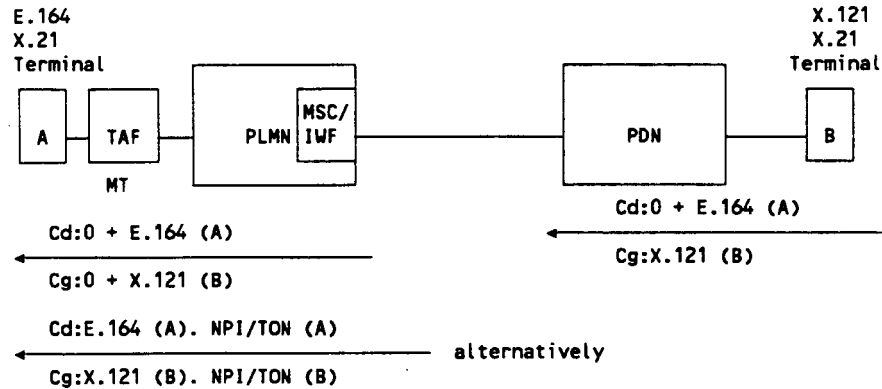 E.164
X.21
Terminal
X.121
X.21
Terminal
A
TAF
PLMN
MSC/
IWF
PDN
B
MT
Cd:0 + E.164 (A)
Cg:X.121 (B)
Cd:0 + E.164 (A)
Cg:0 + X.121 (B)
Cd:E.164 (A). NPI/TON (A)
alternatively
Cg:X.121 (B). NPI/TON (B)